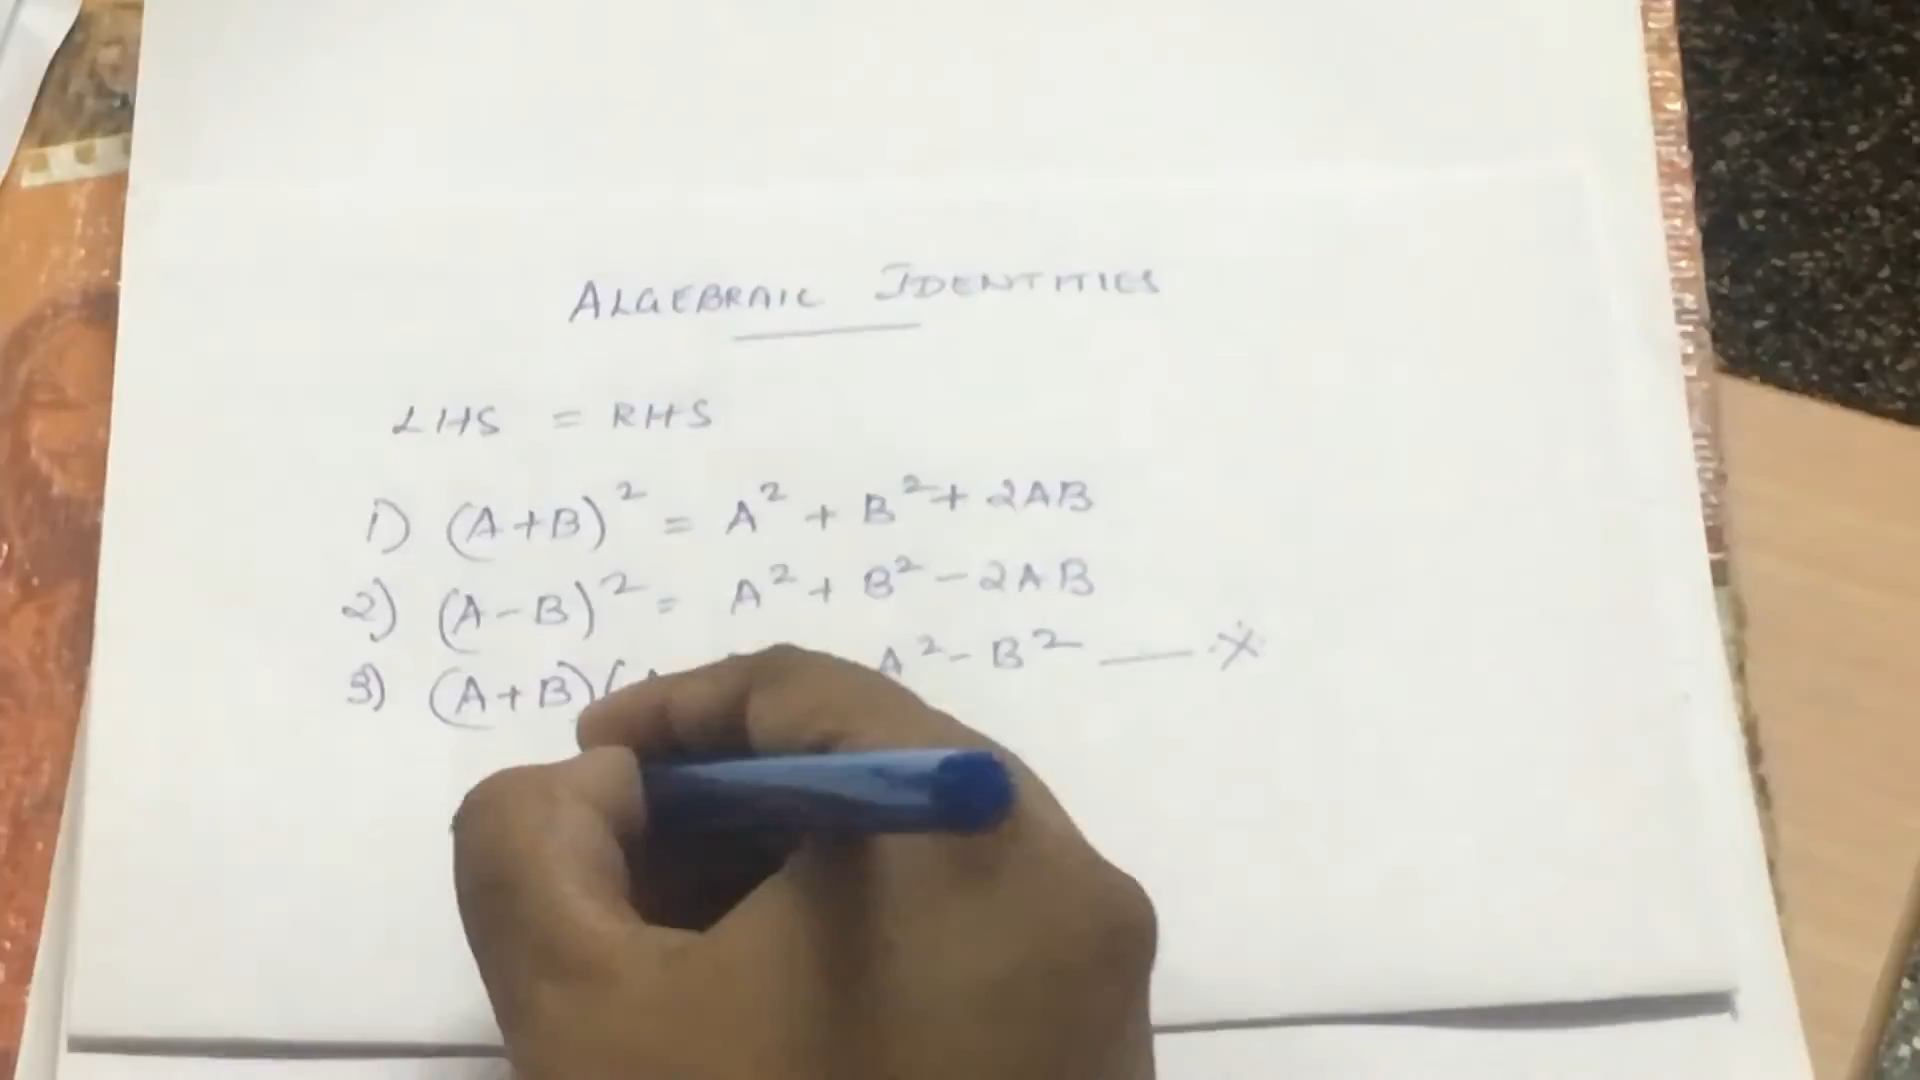 ALGEBRAIC IDENTITIES
LHS = RHS
1) (A+B)² = A² + B² + 2AB
2) (A-B)² = A² + B² - 2AB
3) (A+B)( A² - B² — ※